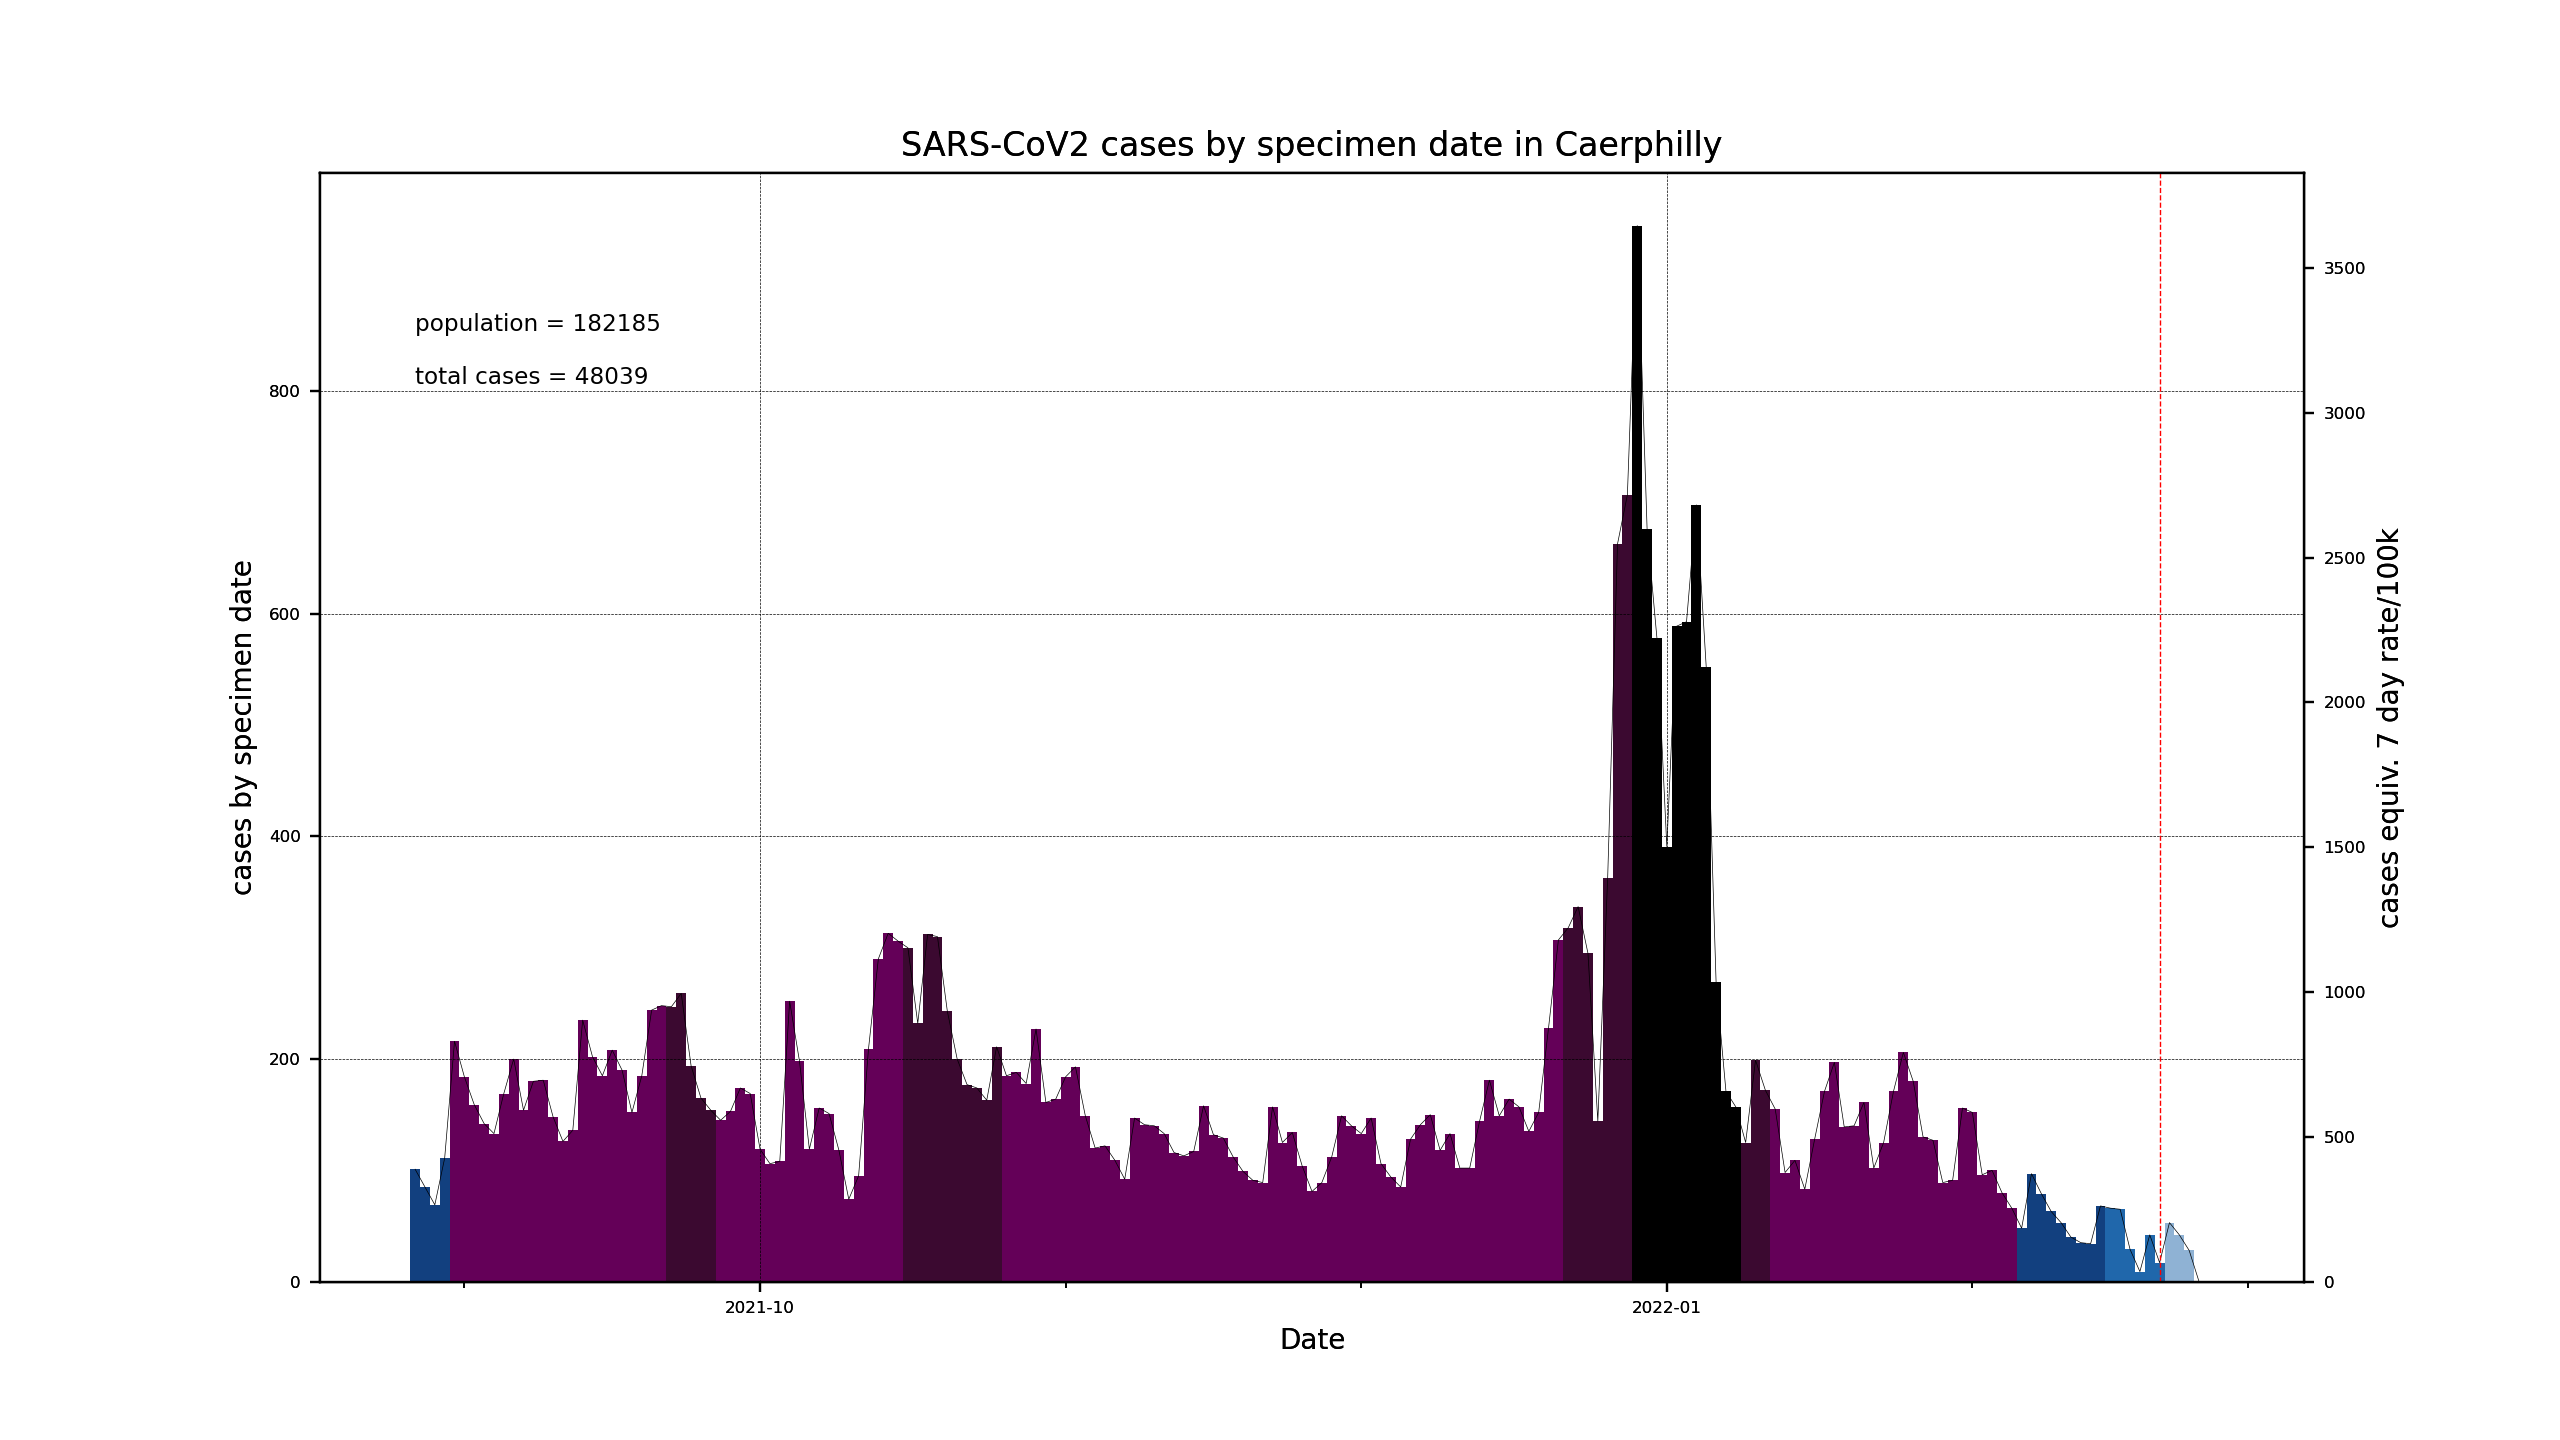 SARS-CoV2 cases by specimen date in Caerphilly
population = 182185
total cases = 48039
cases by specimen date
800
600
400
200
0
3500
3000
2500
2000
1500
1000
500
0
cases equiv. 7 day rate/100k
2021-10
2022-01
Date